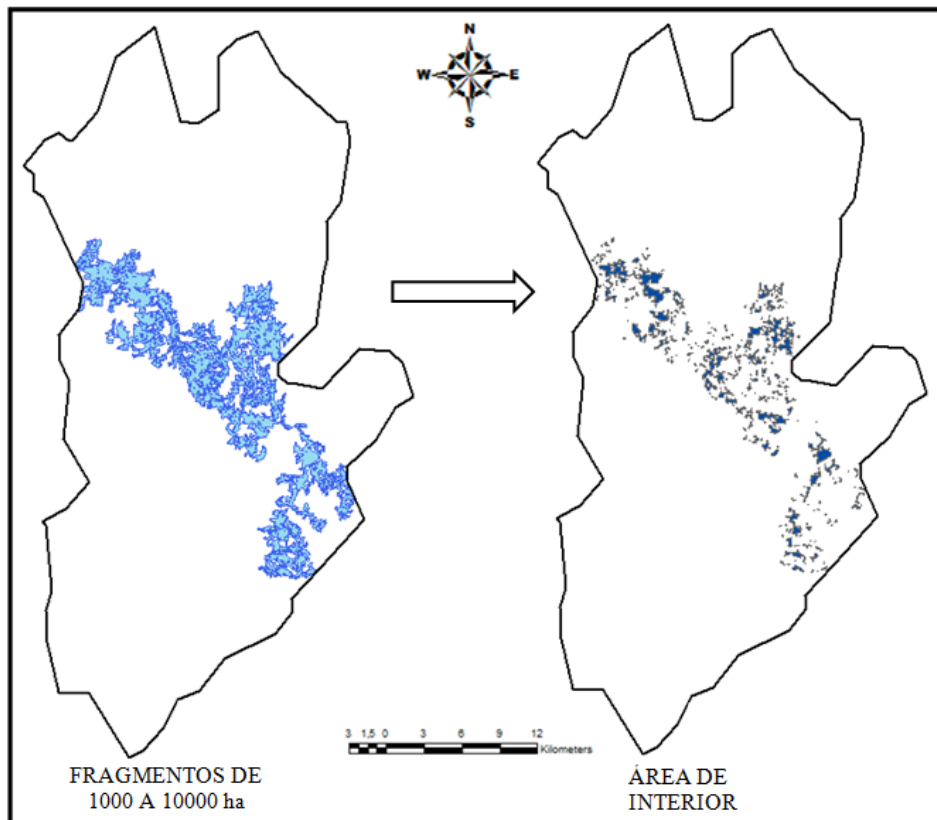 N
W E
S
3 1,5 0 3 6 9 12
Kilometers
FRAGMENTOS DE
1000 A 10000 ha
ÁREA DE
INTERIOR